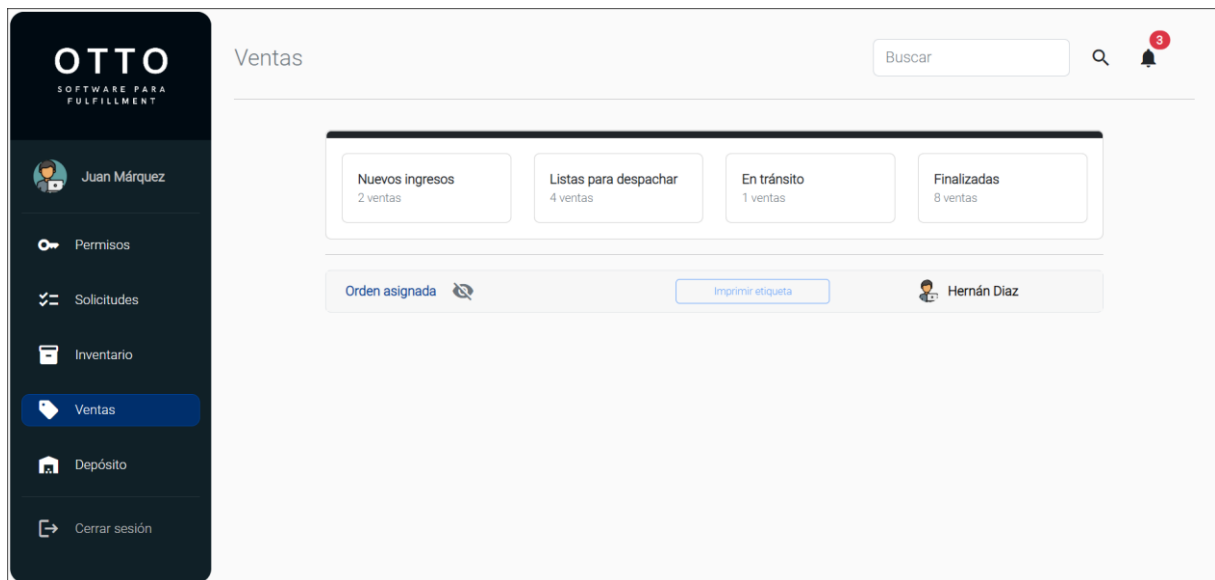 OTTO
SOFTWARE PARA
FULFILLMENT
Juan Márquez
Permisos
Solicitudes
Inventario
Ventas
Depósito
Cerrar sesión
Ventas
Buscar
3
Nuevos ingresos
2 ventas
Listas para despachar
4 ventas
En tránsito
1 ventas
Finalizadas
8 ventas
Orden asignada
Imprimir etiqueta
Hernán Diaz